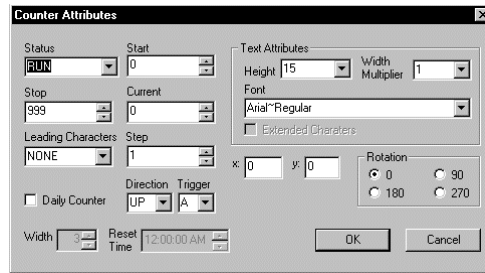 Counter Attributes
Status
RUN
Start
0
Stop
999
Current
0
Leading Characters
NONE
Step
1
Daily Counter
Direction
UP
Trigger
A
Width
3
Reset Time
12:00:00 AM
Text Attributes
Height
15
Width Multiplier
1
Font
Arial~Regular
Extended Charaters
x:
0
y:
0
Rotation
0
90
180
270
OK
Cancel